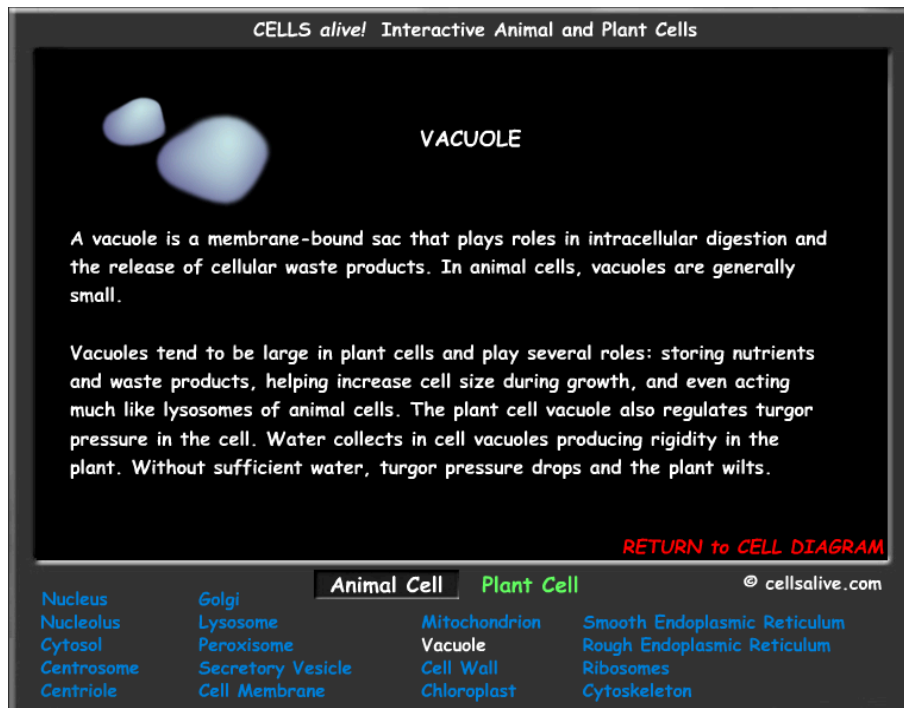 CELLS alive! Interactive Animal and Plant Cells
VACUOLE
A vacuole is a membrane-bound sac that plays roles in intracellular digestion and
the release of cellular waste products. In animal cells, vacuoles are generally
small.
Vacuoles tend to be large in plant cells and play several roles: storing nutrients
and waste products, helping increase cell size during growth, and even acting
much like lysosomes of animal cells. The plant cell vacuole also regulates turgor
pressure in the cell. Water collects in cell vacuoles producing rigidity in the
plant. Without sufficient water, turgor pressure drops and the plant wilts.
RETURN to CELL DIAGRAM
Animal Cell Plant Cell © cellsalive.com
Nucleus Golgi
Nucleolus Lysosome Mitochondrion Smooth Endoplasmic Reticulum
Cytosol Peroxisome Vacuole Rough Endoplasmic Reticulum
Centrosome Secretory Vesicle Cell Wall Ribosomes
Centriole Cell Membrane Chloroplast Cytoskeleton